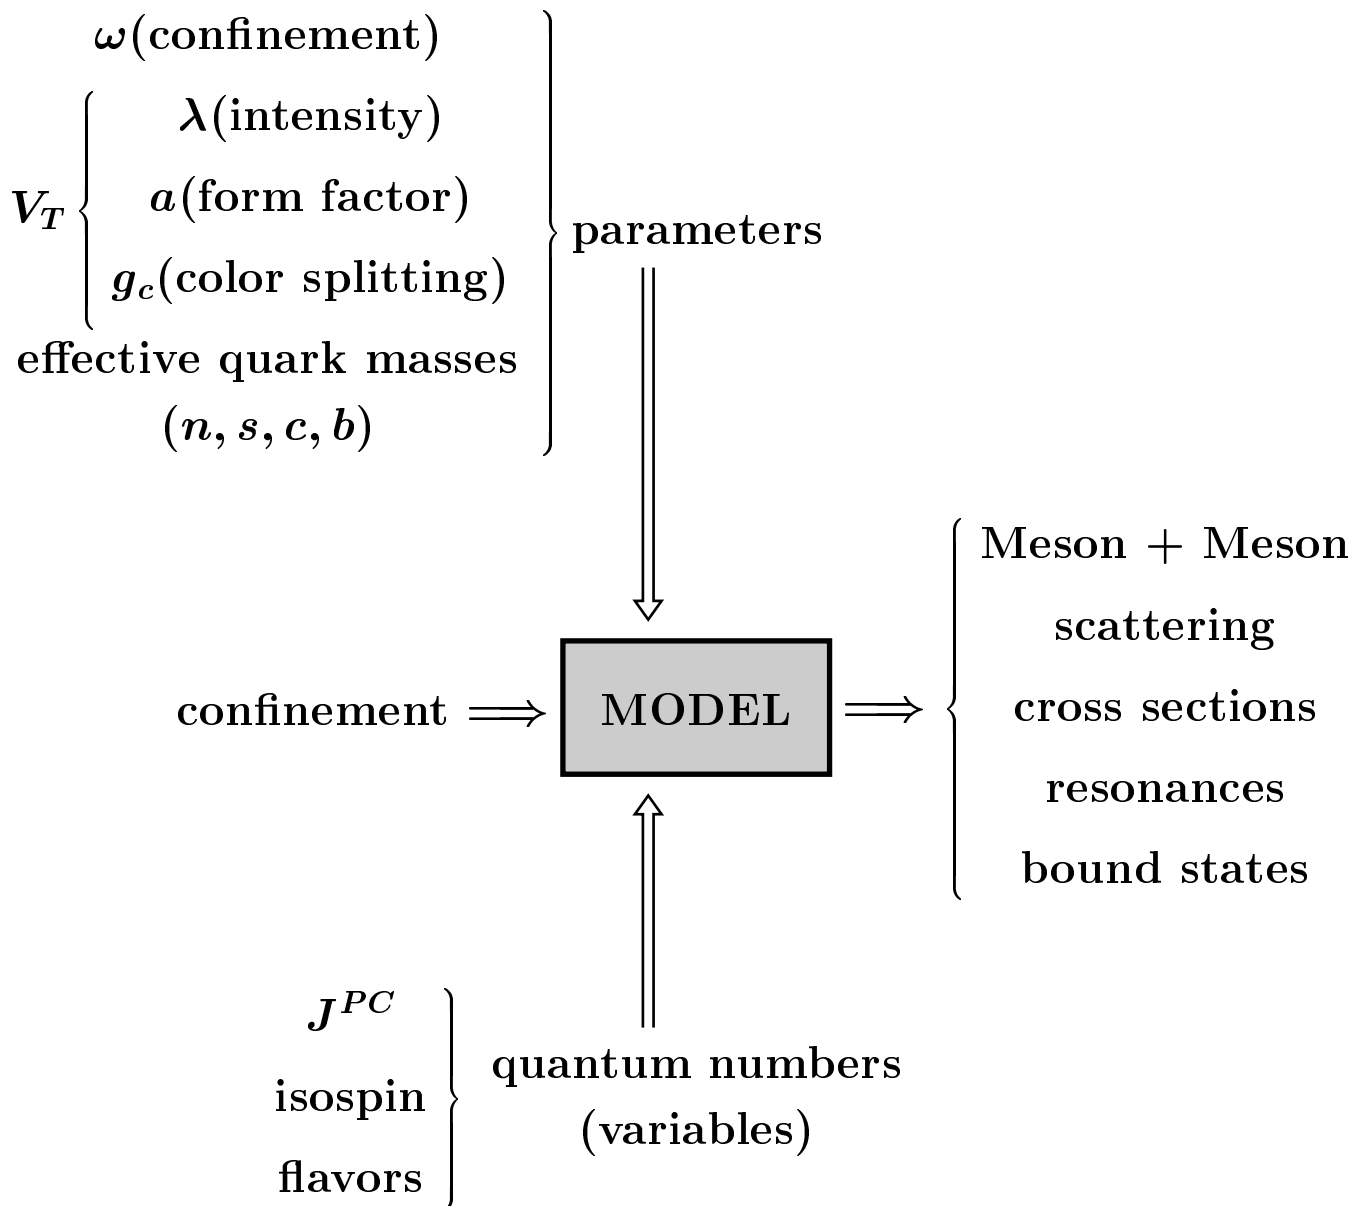 ω(confinement)
λ(intensity)
V_T
a(form factor)
g_c(color splitting)
parameters
effective quark masses
(n, s, c, b)
confinement
MODEL
Meson + Meson
scattering
cross sections
resonances
bound states
J^{PC}
isospin
flavors
quantum numbers
(variables)